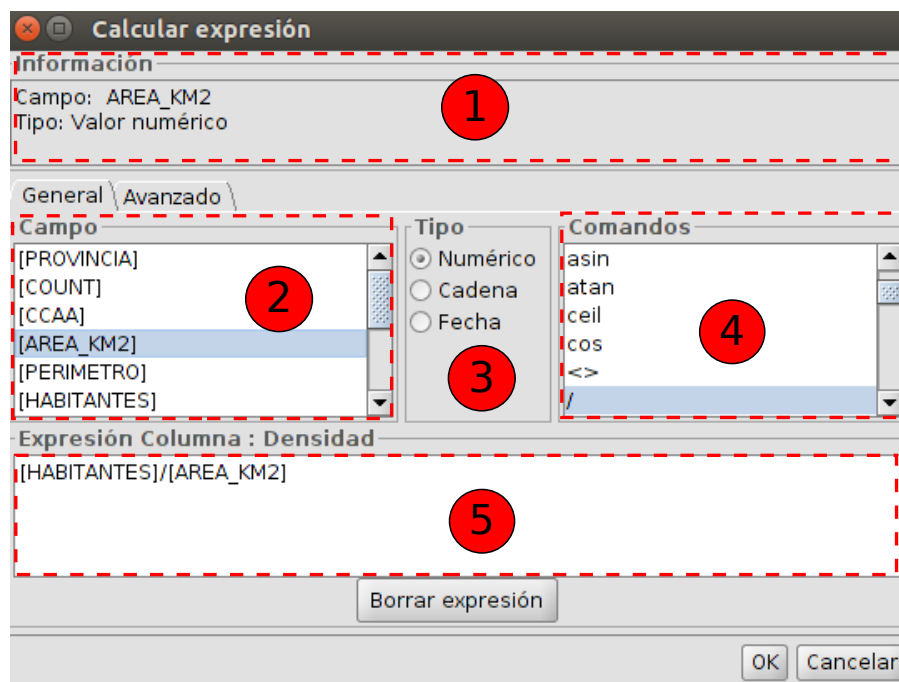 Calcular expresión
Información
Campo: AREA_KM2
Tipo: Valor numérico
1
General Avanzado
Campo
[PROVINCIA]
[COUNT]
[CCAA]
[AREA_KM2]
[PERIMETRO]
[HABITANTES]
2
Tipo
Numérico
Cadena
Fecha
3
Comandos
asin
atan
ceil
cos
<>
/
4
Expresión Columna : Densidad
[HABITANTES]/[AREA_KM2]
5
Borrar expresión
OK Cancelar